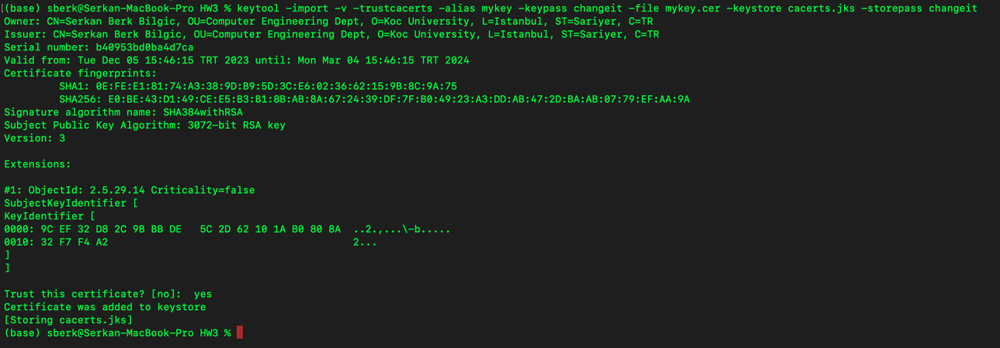 [(base) sberk@Serkan-MacBook-Pro HW3 % keytool -import -v -trustcacerts -alias mykey -keypass changeit -file mykey.cer -keystore cacerts.jks -storepass changeit
Owner: CN=Serkan Berk Bilgic, OU=Computer Engineering Dept, O=Koc University, L=Istanbul, ST=Sariyer, C=TR
Issuer: CN=Serkan Berk Bilgic, OU=Computer Engineering Dept, O=Koc University, L=Istanbul, ST=Sariyer, C=TR
Serial number: b40953bd0ba4d7ca
Valid from: Tue Dec 05 15:46:15 TRT 2023 until: Mon Mar 04 15:46:15 TRT 2024
Certificate fingerprints:
SHA1: 0E:FE:E1:81:74:A3:38:9D:B9:5D:3C:E6:02:36:62:15:9B:8C:9A:75
SHA256: E0:BE:43:D1:49:CE:E5:B3:B1:8B:AB:8A:67:24:39:DF:7F:B0:49:23:A3:DD:AB:47:2D:BA:AB:07:79:EF:AA:9A
Signature algorithm name: SHA384withRSA
Subject Public Key Algorithm: 3072-bit RSA key
Version: 3
Extensions:
#1: ObjectId: 2.5.29.14 Criticality=false
SubjectKeyIdentifier [
KeyIdentifier [
0000: 9C EF 32 D8 2C 9B BB DE   5C 2D 62 10 1A B0 80 8A  ..2.,...\-b.....
0010: 32 F7 F4 A2                                        2...
]
]
Trust this certificate? [no]:  yes
Certificate was added to keystore
[Storing cacerts.jks]
(base) sberk@Serkan-MacBook-Pro HW3 %